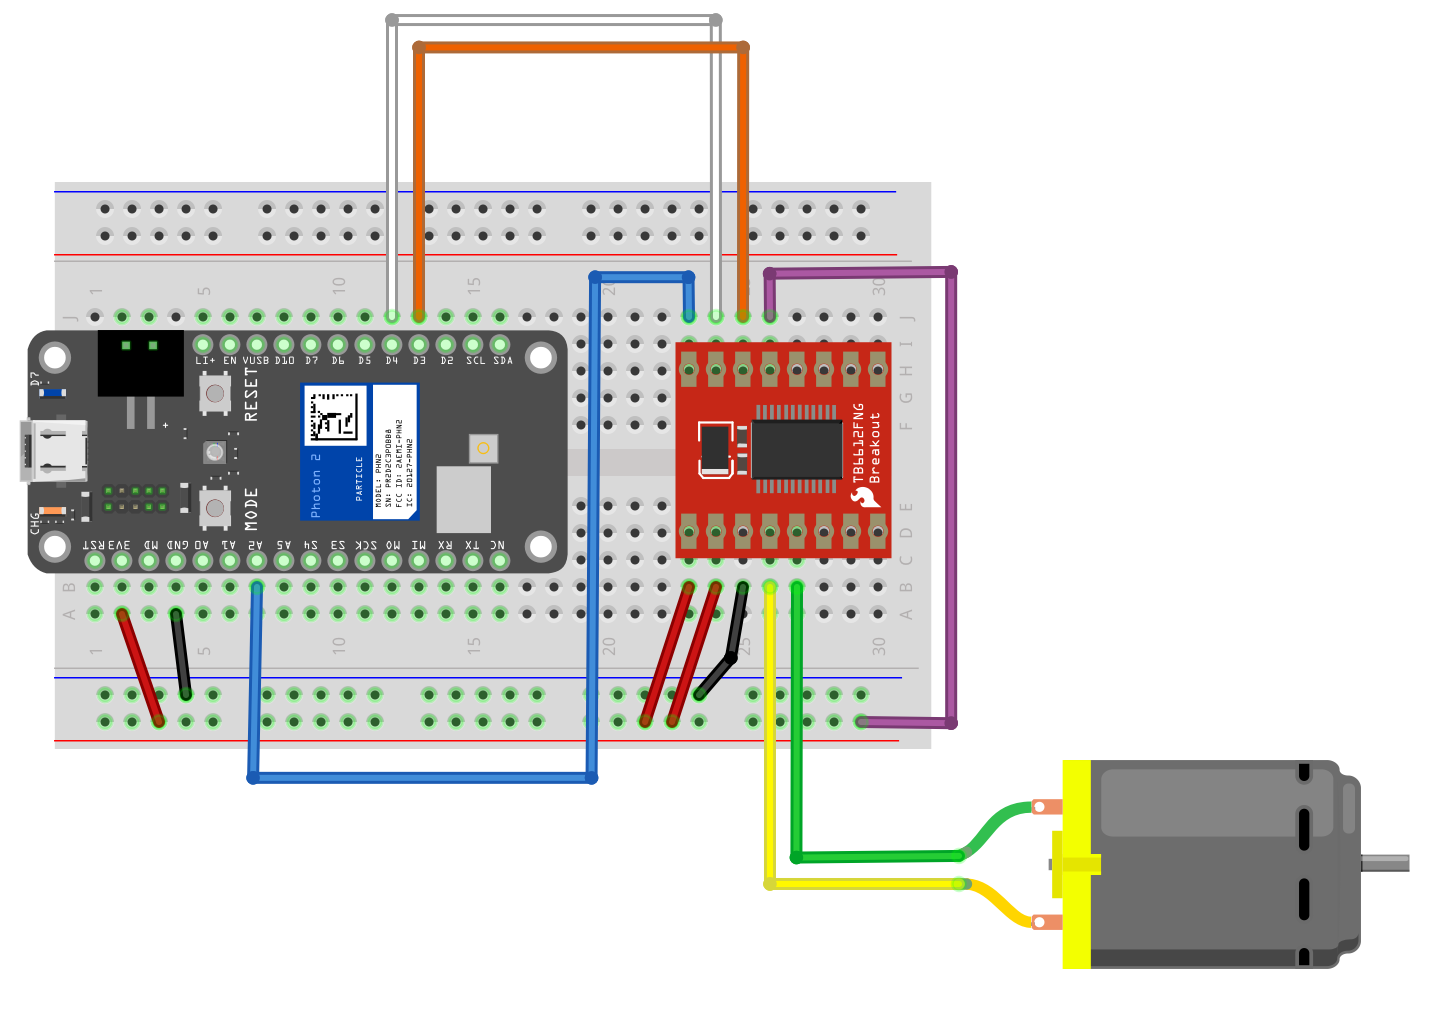 1 5 10 15 20 25 30
J J
I
H
G
F
LI+ EN VUSB D10 D7 D6 D5 D4 D3 D2 SCL SDA
D7
RESET
+
Photon 2
PARTICLE
MODEL: PHN2
FCC ID: 2AEMI-PHN2
IC: 20127-PHN2
TB6612FNG
Breakout
CHG
MODE
E
D
C
RST 3V3 MD GND A0 A1 A2 A5 S4 S3 SCK MO MI RX TX NC
B B
A A
1 5 10 15 20 25 30